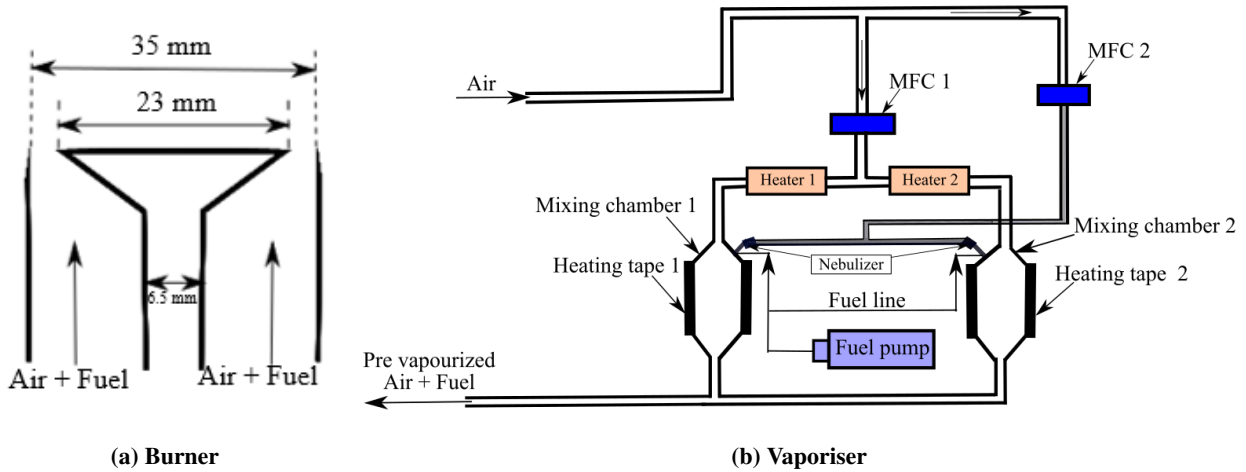 35 mm
23 mm
6.5 mm
Air + Fuel
Air + Fuel
(a) Burner
Air
MFC 1
MFC 2
Heater 1
Heater 2
Mixing chamber 1
Mixing chamber 2
Heating tape 1
Nebulizer
Heating tape 2
Fuel line
Fuel pump
Pre vapourized
Air + Fuel
(b) Vaporiser